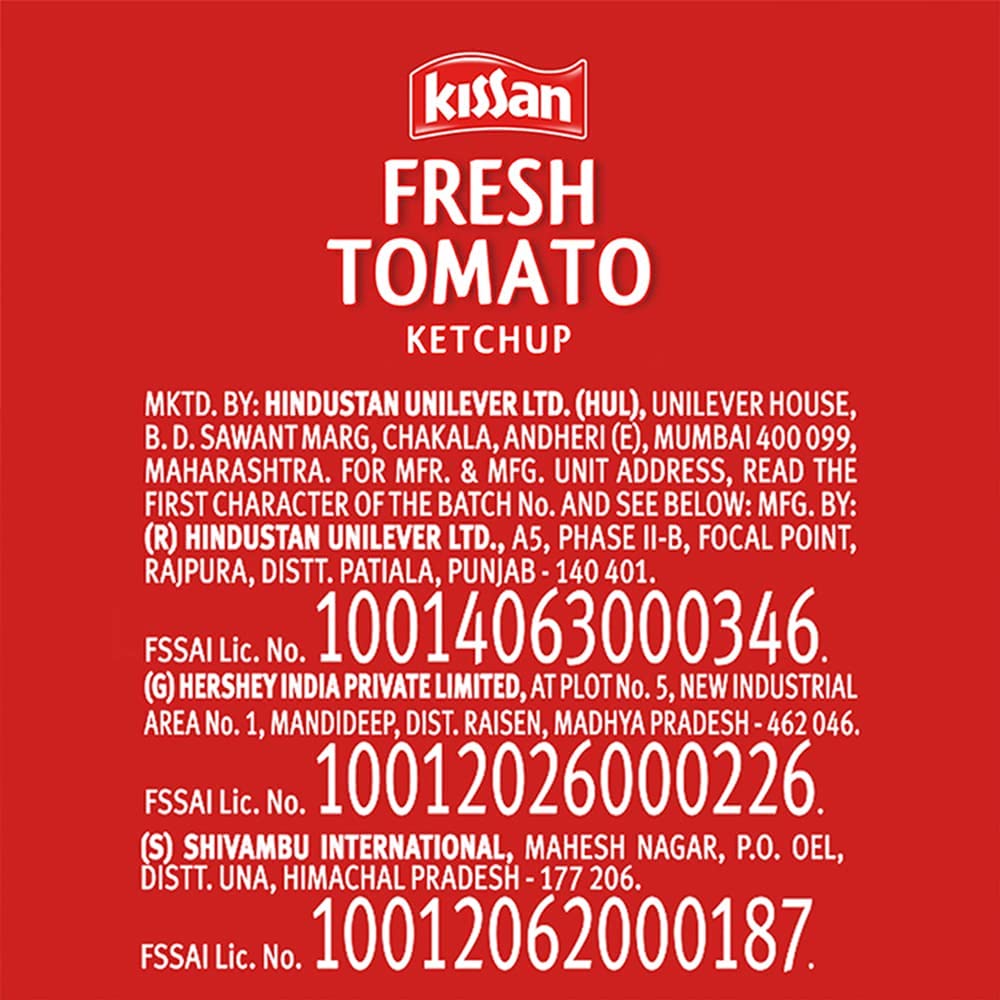 kissan
FRESH
TOMATO
KETCHUP
MKTD. BY: HINDUSTAN UNILEVER LTD. (HUL), UNILEVER HOUSE,
B. D. SAWANT MARG, CHAKALA, ANDHERI (E), MUMBAI 400 099,
MAHARASHTRA. FOR MFR. & MFG. UNIT ADDRESS, READ THE
FIRST CHARACTER OF THE BATCH No. AND SEE BELOW: MFG. BY:
(R) HINDUSTAN UNILEVER LTD., A5, PHASE II-B, FOCAL POINT,
RAJPURA, DISTT. PATIALA, PUNJAB - 140 401.
FSSAI Lic. No. 10014063000346.
(G) HERSHEY INDIA PRIVATE LIMITED, AT PLOT No. 5, NEW INDUSTRIAL
AREA No. 1, MANDIDEEP, DIST. RAISEN, MADHYA PRADESH - 462 046.
FSSAI Lic. No. 10012026000226.
(S) SHIVAMBU INTERNATIONAL, MAHESH NAGAR, P.O. OEL,
DISTT. UNA, HIMACHAL PRADESH - 177 206.
FSSAI Lic. No. 10012062000187.